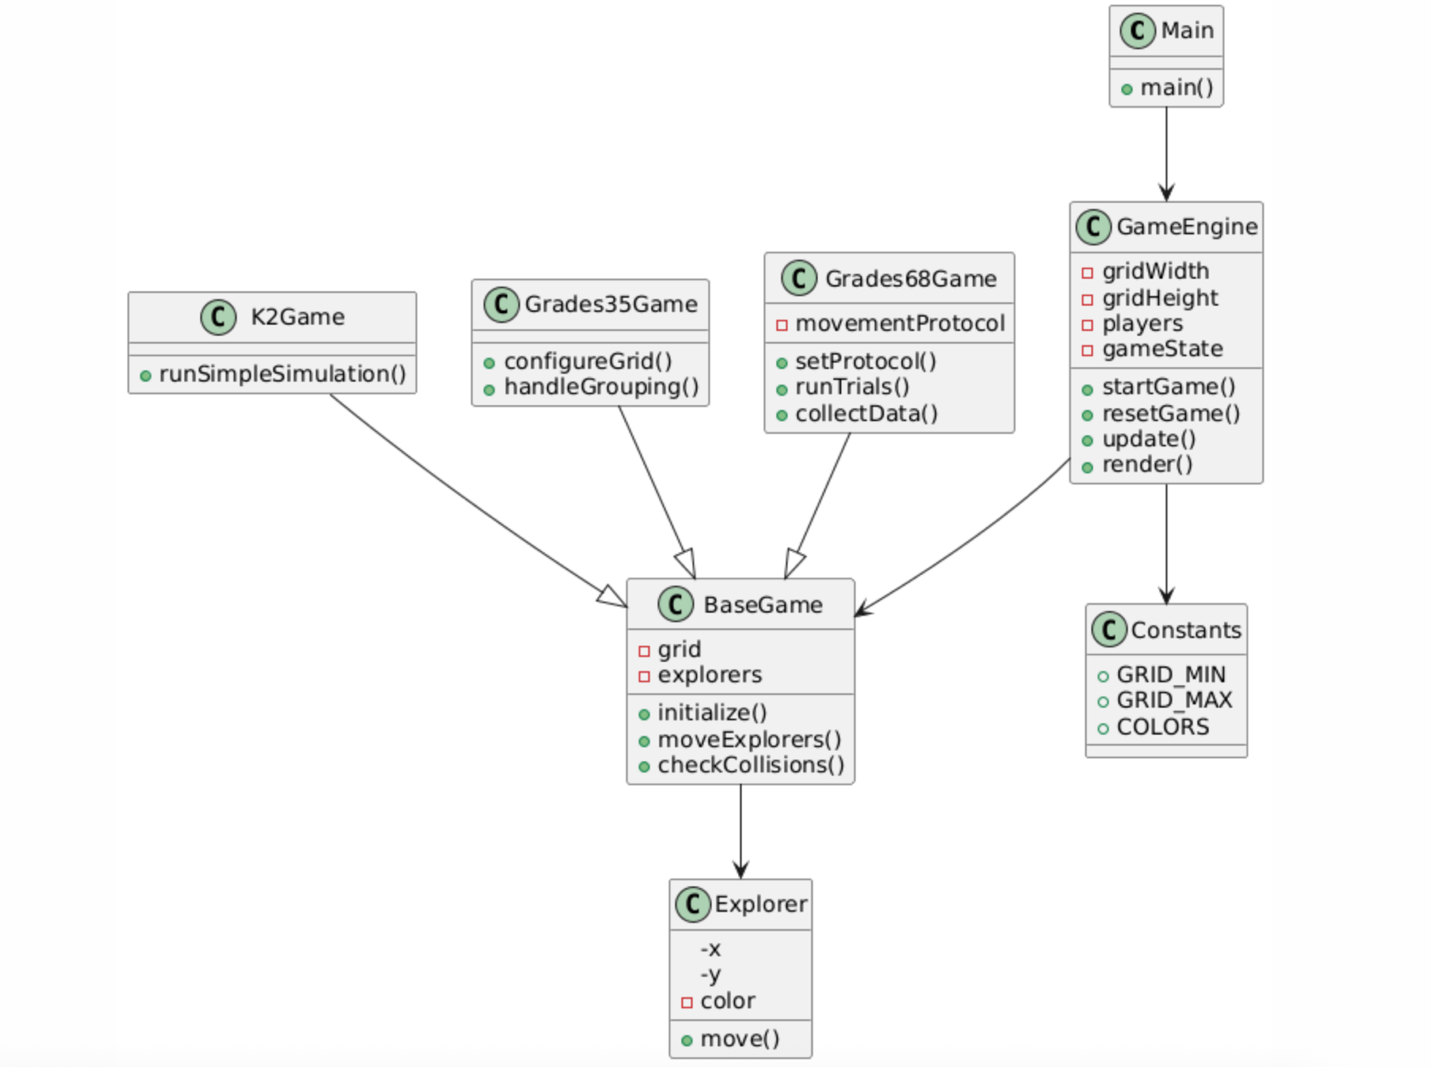 C Main
main()
C GameEngine
gridWidth
gridHeight
players
gameState
startGame()
resetGame()
update()
render()
C K2Game
runSimpleSimulation()
C Grades35Game
configureGrid()
handleGrouping()
C Grades68Game
movementProtocol
setProtocol()
runTrials()
collectData()
C BaseGame
grid
explorers
initialize()
moveExplorers()
checkCollisions()
C Constants
GRID_MIN
GRID_MAX
COLORS
C Explorer
-x
-y
color
move()